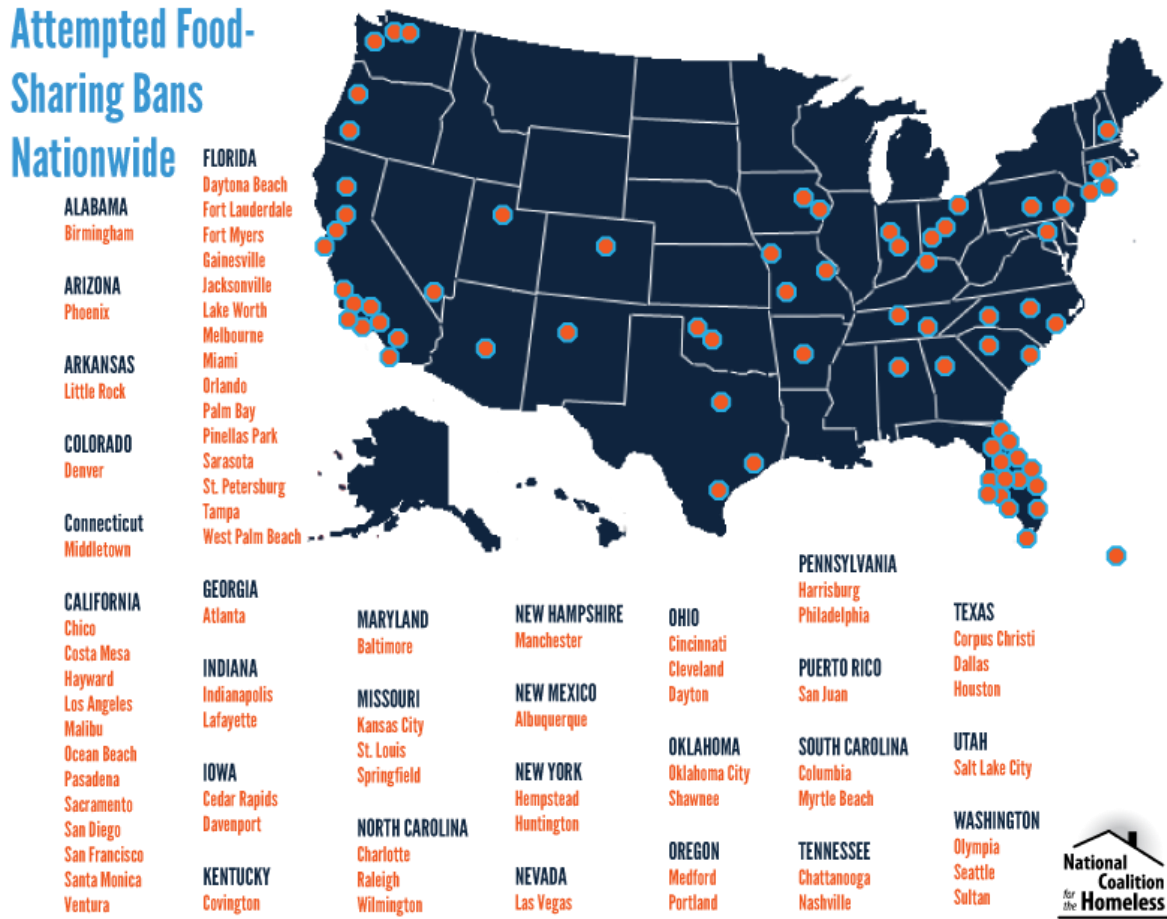 Attempted Food-
Sharing Bans
Nationwide
ALABAMA
Birmingham
ARIZONA
Phoenix
ARKANSAS
Little Rock
COLORADO
Denver
Connecticut
Middletown
CALIFORNIA
Chico
Costa Mesa
Hayward
Los Angeles
Malibu
Ocean Beach
Pasadena
Sacramento
San Diego
San Francisco
Santa Monica
Ventura
FLORIDA
Daytona Beach
Fort Lauderdale
Fort Myers
Gainesville
Jacksonville
Lake Worth
Melbourne
Miami
Orlando
Palm Bay
Pinellas Park
Sarasota
St. Petersburg
Tampa
West Palm Beach
GEORGIA
Atlanta
INDIANA
Indianapolis
Lafayette
IOWA
Cedar Rapids
Davenport
KENTUCKY
Covington
MARYLAND
Baltimore
MISSOURI
Kansas City
St. Louis
Springfield
NORTH CAROLINA
Charlotte
Raleigh
Wilmington
NEW HAMPSHIRE
Manchester
NEW MEXICO
Albuquerque
NEW YORK
Hempstead
Huntington
NEVADA
Las Vegas
OHIO
Cincinnati
Cleveland
Dayton
OKLAHOMA
Oklahoma City
Shawnee
OREGON
Medford
Portland
PENNSYLVANIA
Harrisburg
Philadelphia
PUERTO RICO
San Juan
SOUTH CAROLINA
Columbia
Myrtle Beach
TENNESSEE
Chattanooga
Nashville
TEXAS
Corpus Christi
Dallas
Houston
UTAH
Salt Lake City
WASHINGTON
Olympia
Seattle
Sultan
National
Coalition
for the Homeless